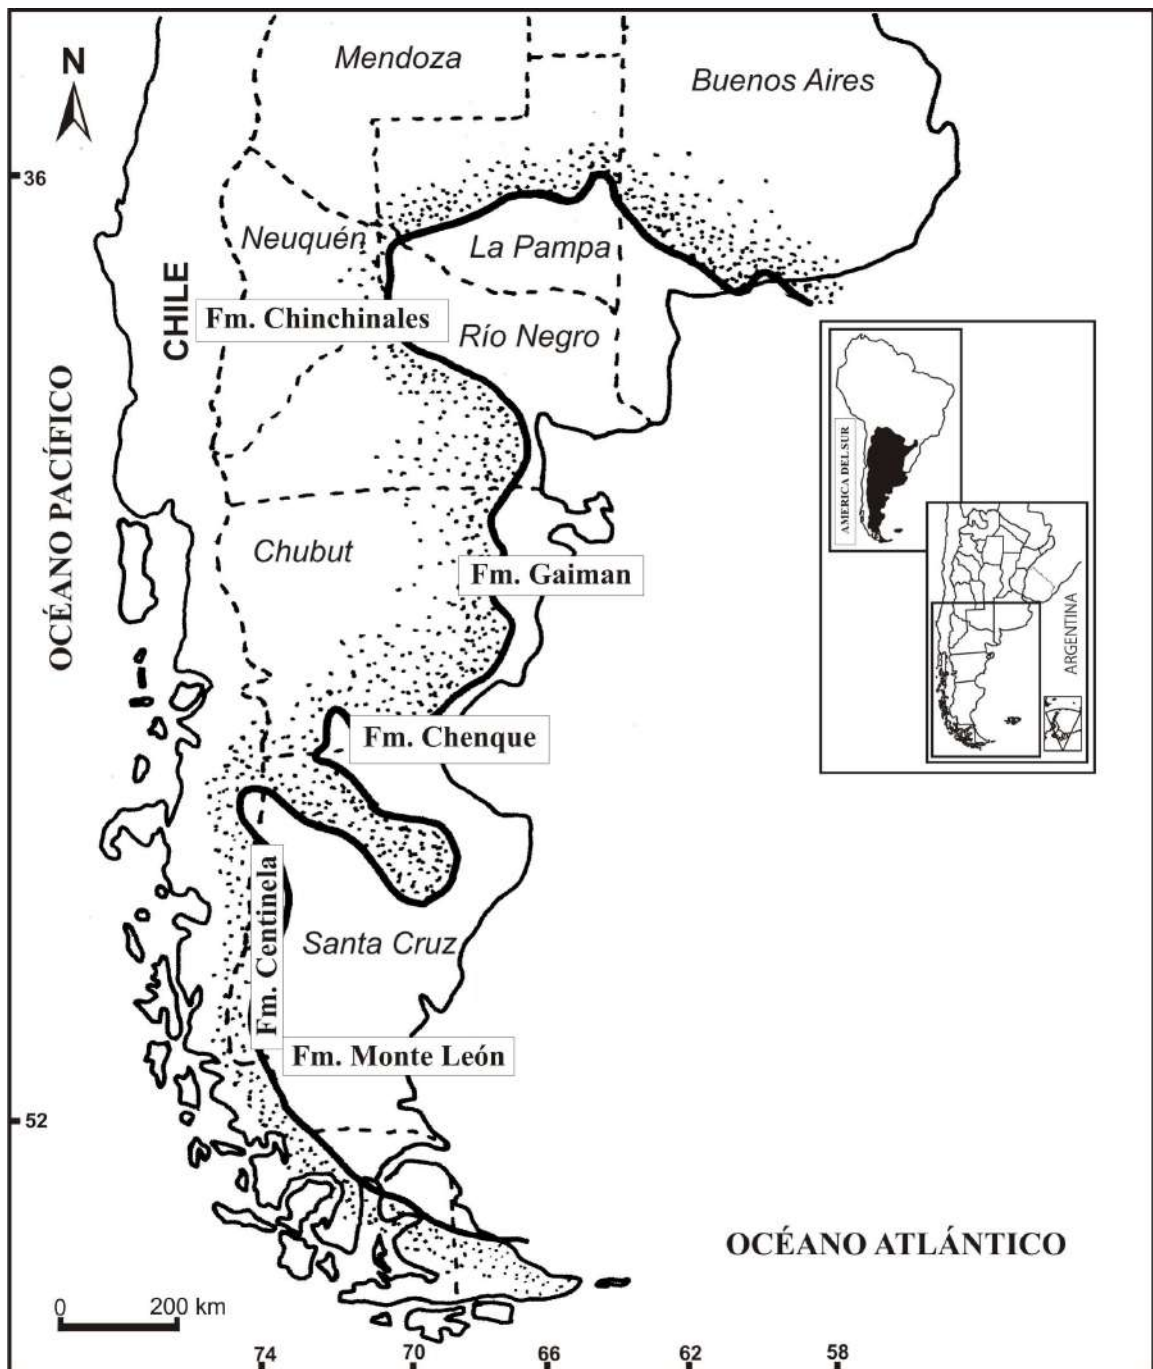 N
Mendoza
Buenos Aires
36
Neuquén
La Pampa
CHILE
Fm. Chinchinales
Río Negro
OCÉANO PACÍFICO
AMERICA DEL SUR
Chubut
Fm. Gaiman
ARGENTINA
Fm. Chenque
Fm. Centinela
Santa Cruz
Fm. Monte León
52
OCÉANO ATLÁNTICO
0 200 km
74 70 66 62 58